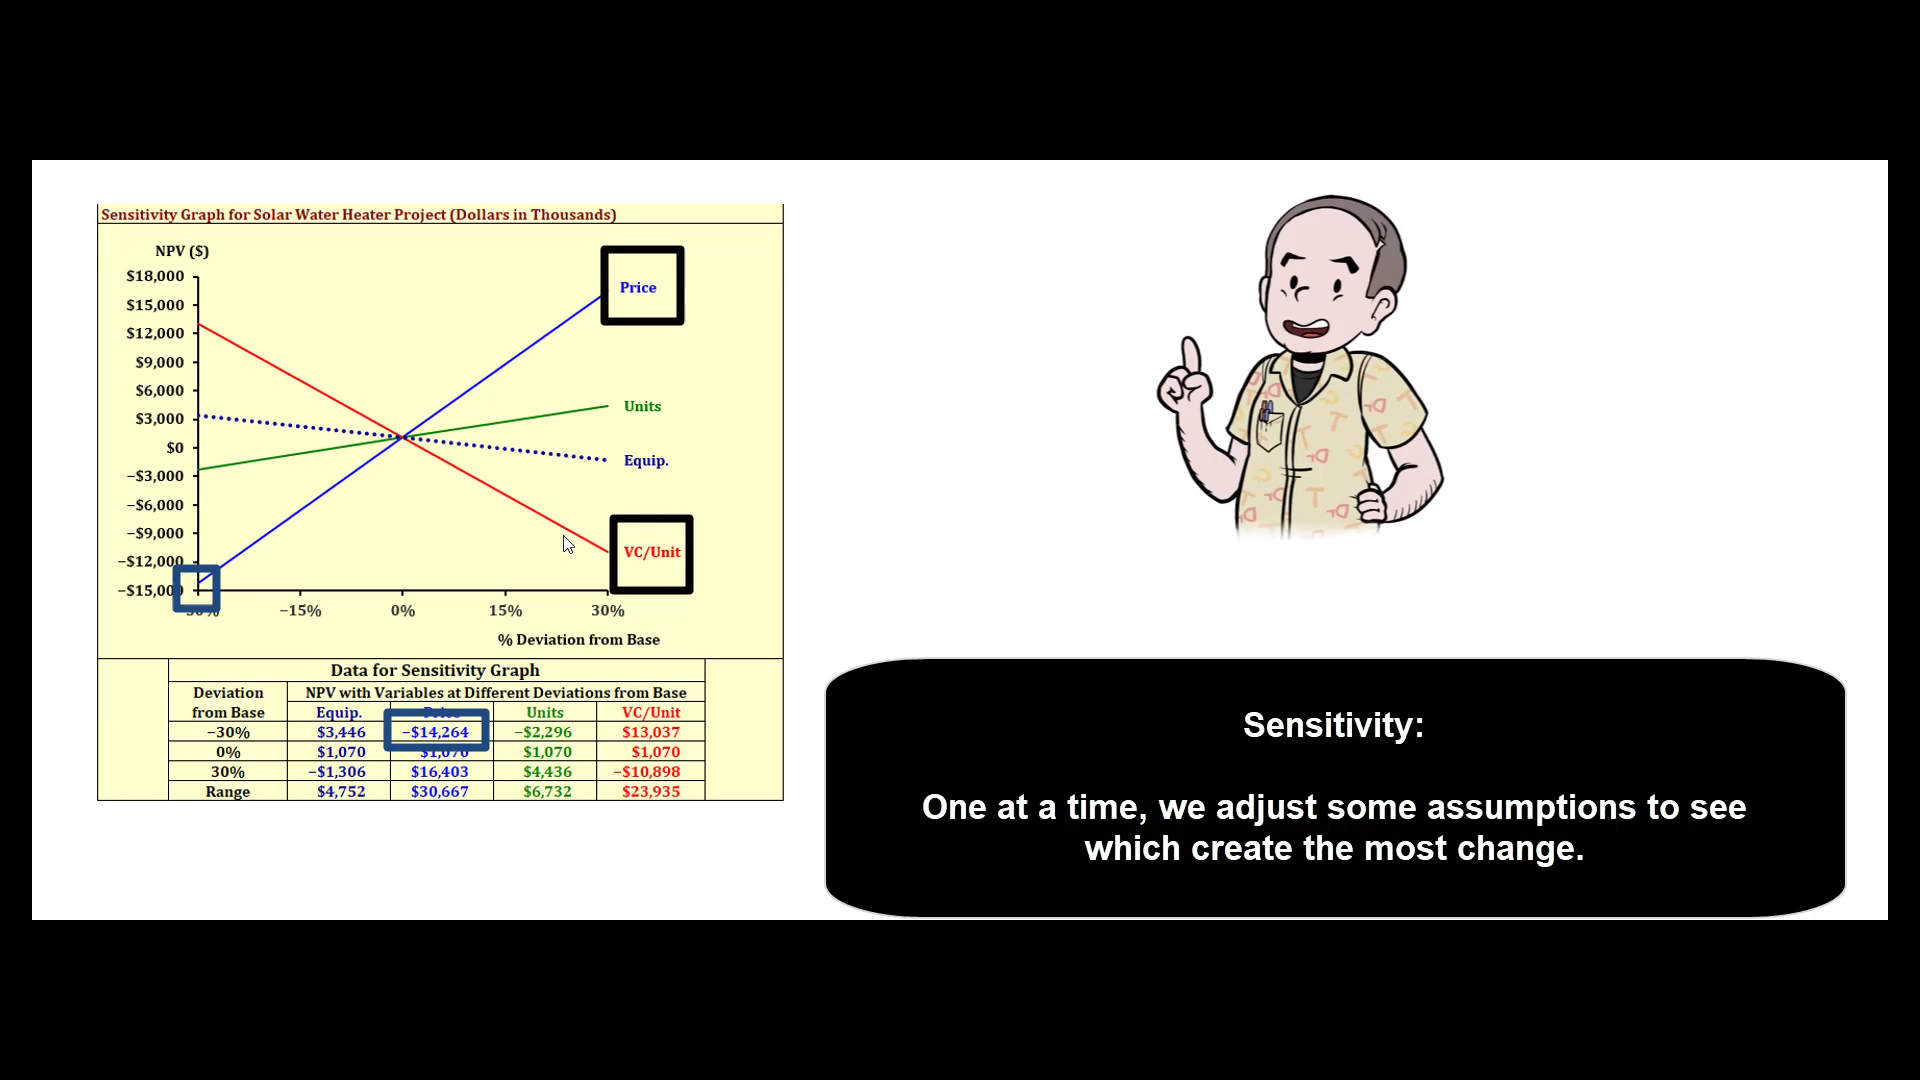 Sensitivity Graph for Solar Water Heater Project (Dollars in Thousands)
NPV ($)
$18,000
$15,000
$12,000
$9,000
$6,000
$3,000
$0
−$3,000
−$6,000
−$9,000
−$12,000
−$15,000
Price
Units
Equip.
VC/Unit
−15% 0% 15% 30%
% Deviation from Base
Data for Sensitivity Graph
Deviation NPV with Variables at Different Deviations from Base
from Base Equip. Price Units VC/Unit
−30% $3,446 −$14,264 −$2,296 $13,037
0% $1,070 $1,070 $1,070 $1,070
30% −$1,306 $16,403 $4,436 −$10,898
Range $4,752 $30,667 $6,732 $23,935
Sensitivity:
One at a time, we adjust some assumptions to see
which create the most change.